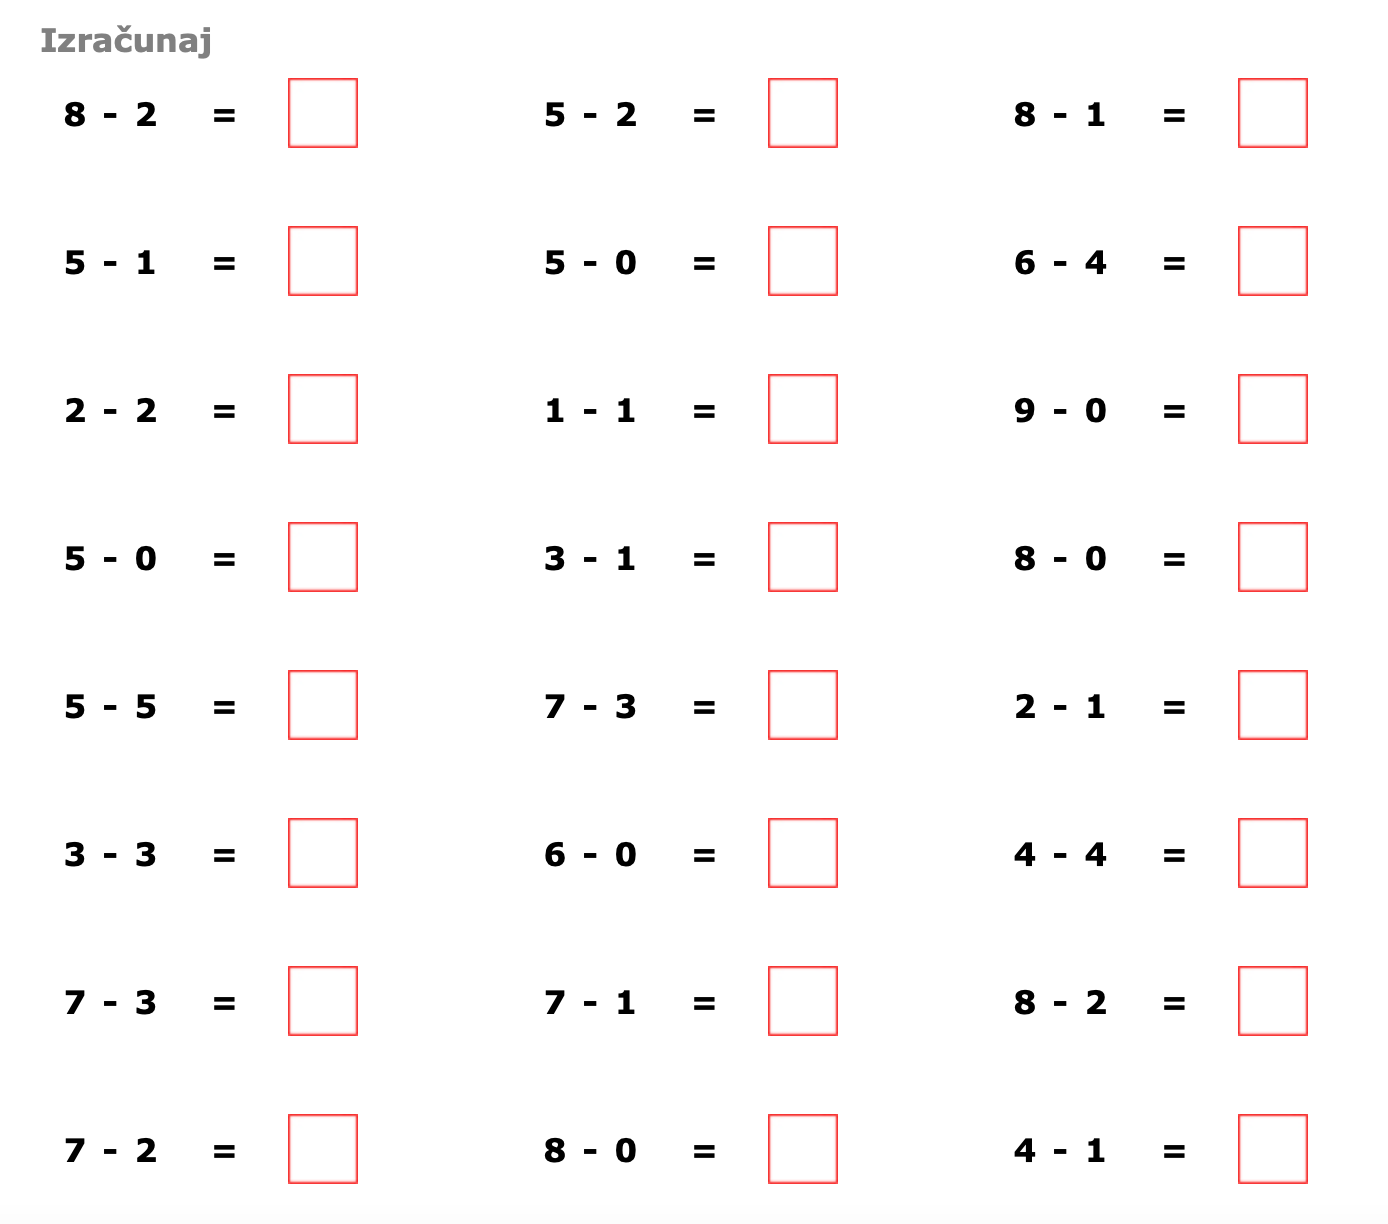 Izračunaj
8 - 2 = 5 - 2 = 8 - 1 =
5 - 1 = 5 - 0 = 6 - 4 =
2 - 2 = 1 - 1 = 9 - 0 =
5 - 0 = 3 - 1 = 8 - 0 =
5 - 5 = 7 - 3 = 2 - 1 =
3 - 3 = 6 - 0 = 4 - 4 =
7 - 3 = 7 - 1 = 8 - 2 =
7 - 2 = 8 - 0 = 4 - 1 =